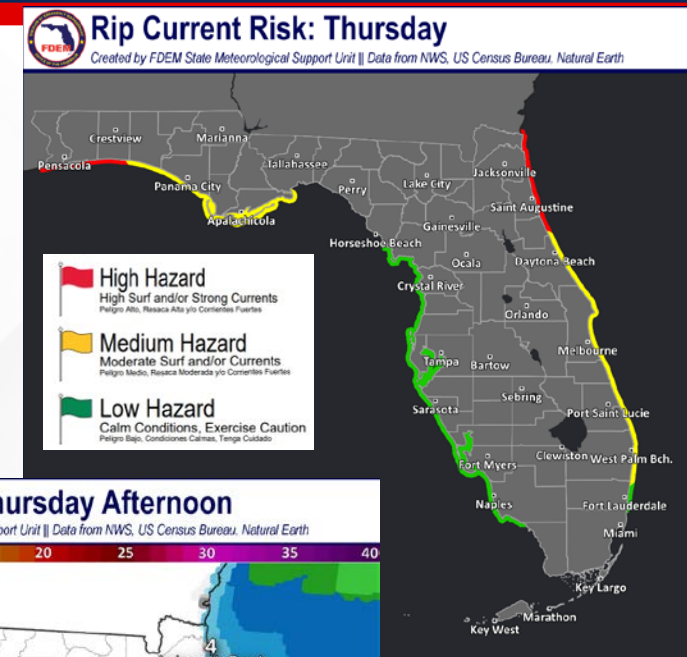 Rip Current Risk: Thursday
Created by FDEM State Meteorological Support Unit || Data from NWS, US Census Bureau, Natural Earth
FDEM
Crestview
Marianna
Pensacola
Tallahassee
Jacksonville
Panama City
Perry
Lake City
Saint Augustine
Apalachicola
Gainesville
Horseshoe Beach
Ocala
Daytona Beach
Crystal River
Orlando
Melbourne
Tampa
Bartow
Sebring
Sarasota
Port Saint Lucie
Clewiston
West Palm Bch.
Fort Myers
Naples
Fort Lauderdale
Miami
Key Largo
Marathon
Key West
High Hazard
High Surf and/or Strong Currents
Peligro Alto, Resaca Alta y/o Corrientes Fuertes
Medium Hazard
Moderate Surf and/or Currents
Peligro Medio, Resaca Moderada y/o Corrientes Fuertes
Low Hazard
Calm Conditions, Exercise Caution
Peligro Bajo, Condiciones Calmas, Tenga Cuidado
hursday Afternoon
port Unit || Data from NWS, US Census Bureau, Natural Earth
20 25 30 35 40
4